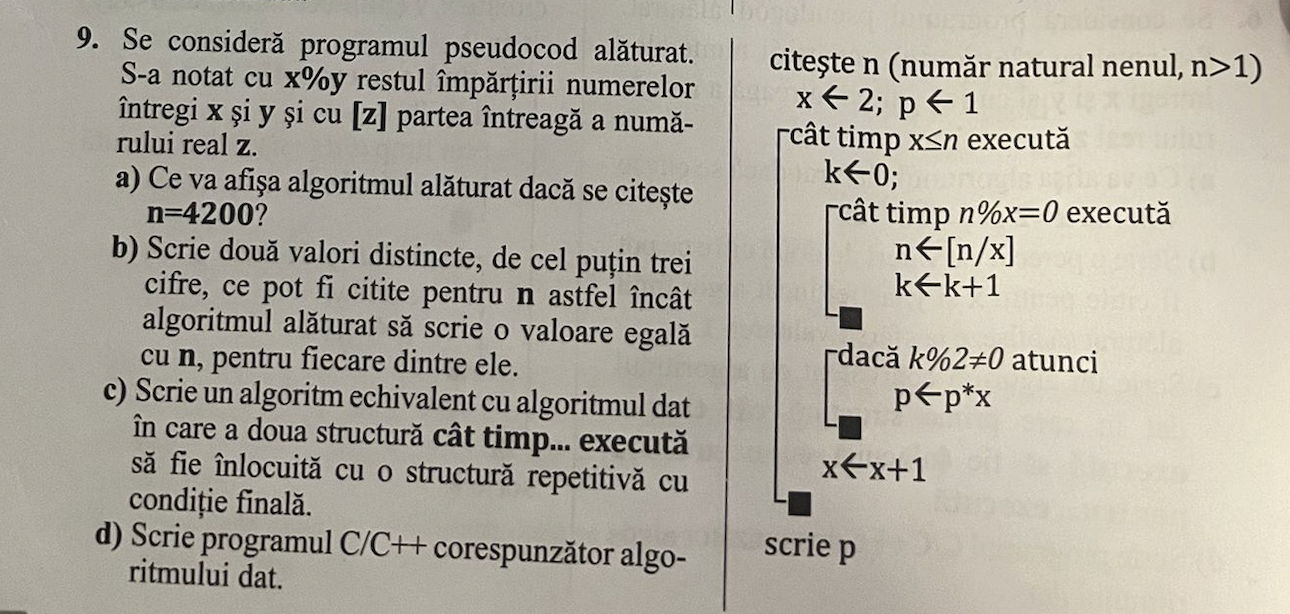 9. Se consideră programul pseudocod alăturat.
S-a notat cu x%y restul împărțirii numerelor
întregi x și y și cu [z] partea întreagă a numă-
rului real z.
a) Ce va afișa algoritmul alăturat dacă se citește
n=4200?
b) Scrie două valori distincte, de cel puțin trei
cifre, ce pot fi citite pentru n astfel încât
algoritmul alăturat să scrie o valoare egală
cu n, pentru fiecare dintre ele.
c) Scrie un algoritm echivalent cu algoritmul dat
în care a doua structură cât timp... execută
să fie înlocuită cu o structură repetitivă cu
condiție finală.
d) Scrie programul C/C++ corespunzător algo-
ritmului dat.
citește n (număr natural nenul, n>1)
x ← 2; p ← 1
┌cât timp x≤n execută
k←0;
┌cât timp n%x=0 execută
n←[n/x]
k←k+1
└■
┌dacă k%2≠0 atunci
p←p*x
└■
x←x+1
└■
scrie p